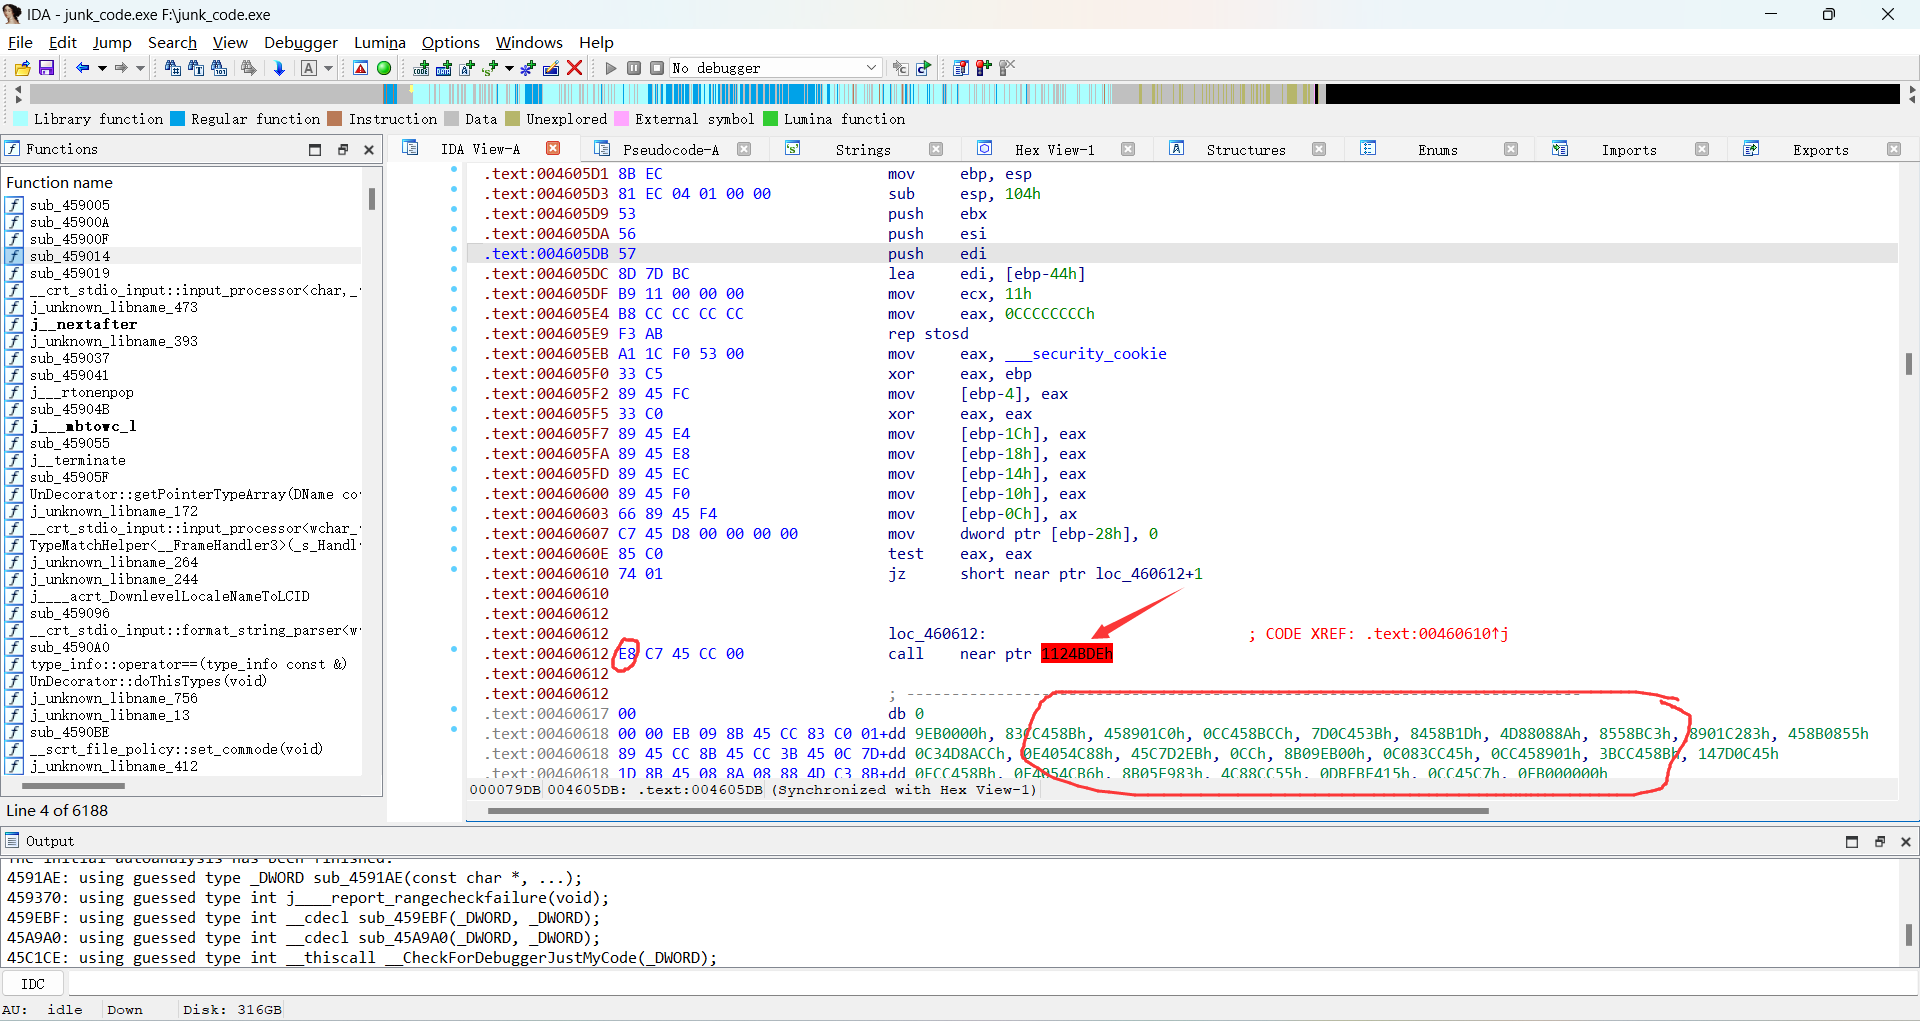 IDA - junk_code.exe F:\junk_code.exe
File Edit Jump Search View Debugger Lumina Options Windows Help
No debugger
Library function Regular function Instruction Data Unexplored External symbol Lumina function
Functions
Function name
sub_459005
sub_45900A
sub_45900F
sub_459014
sub_459019
__crt_stdio_input::input_processor<char,_
j_unknown_libname_473
j__nextafter
j_unknown_libname_393
sub_459037
sub_459041
j___rtonenpop
sub_45904B
j___mbtowc_l
sub_459055
j__terminate
sub_45905F
UnDecorator::getPointerTypeArray(DName co
j_unknown_libname_172
__crt_stdio_input::input_processor<wchar_
TypeMatchHelper<__FrameHandler3>(_s_Handl
j_unknown_libname_264
j_unknown_libname_244
j____acrt_DownlevelLocaleNameToLCID
sub_459096
__crt_stdio_input::format_string_parser<w
sub_4590A0
type_info::operator==(type_info const &)
UnDecorator::doThisTypes(void)
j_unknown_libname_756
j_unknown_libname_13
sub_4590BE
__scrt_file_policy::set_commode(void)
j_unknown_libname_412
Line 4 of 6188
IDA View-A Pseudocode-A Strings Hex View-1 Structures Enums Imports Exports
.text:004605D1 8B EC mov ebp, esp
.text:004605D3 81 EC 04 01 00 00 sub esp, 104h
.text:004605D9 53 push ebx
.text:004605DA 56 push esi
.text:004605DB 57 push edi
.text:004605DC 8D 7D BC lea edi, [ebp-44h]
.text:004605DF B9 11 00 00 00 mov ecx, 11h
.text:004605E4 B8 CC CC CC CC mov eax, 0CCCCCCCCh
.text:004605E9 F3 AB rep stosd
.text:004605EB A1 1C F0 53 00 mov eax, ___security_cookie
.text:004605F0 33 C5 xor eax, ebp
.text:004605F2 89 45 FC mov [ebp-4], eax
.text:004605F5 33 C0 xor eax, eax
.text:004605F7 89 45 E4 mov [ebp-1Ch], eax
.text:004605FA 89 45 E8 mov [ebp-18h], eax
.text:004605FD 89 45 EC mov [ebp-14h], eax
.text:00460600 89 45 F0 mov [ebp-10h], eax
.text:00460603 66 89 45 F4 mov [ebp-0Ch], ax
.text:00460607 C7 45 D8 00 00 00 00 mov dword ptr [ebp-28h], 0
.text:0046060E 85 C0 test eax, eax
.text:00460610 74 01 jz short near ptr loc_460612+1
.text:00460610
.text:00460612
.text:00460612 loc_460612: ; CODE XREF: .text:00460610↑j
.text:00460612 E8 C7 45 CC 00 call near ptr 1124BDEh
.text:00460612
.text:00460612 ; ---------------------------------------------------------------------------
.text:00460617 00 db 0
.text:00460618 00 00 EB 09 8B 45 CC 83 C0 01+dd 9EB0000h, 83CC458Bh, 458901C0h, 0CC458BCCh, 7D0C453Bh, 8458B1Dh, 4D88088Ah, 8558BC3h, 8901C283h, 458B0855h
.text:00460618 89 45 CC 8B 45 CC 3B 45 0C 7D+dd 0C34D8ACCh, 0E4054C88h, 45C7D2EBh, 0CCh, 8B09EB00h, 0C083CC45h, 0CC458901h, 3BCC458Bh, 147D0C45h
.text:00460618 1D 8B 45 08 8A 08 88 4D C3 8B+dd 0FCC458Bh, 0E4054CB6h, 8B05E983h, 4C88CC55h, 0DBEBE415h, 0CC45C7h, 0EB000000h
000079DB 004605DB: .text:004605DB (Synchronized with Hex View-1)
Output
The initial autoanalysis has been finished.
4591AE: using guessed type _DWORD sub_4591AE(const char *, ...);
459370: using guessed type int j____report_rangecheckfailure(void);
459EBF: using guessed type int __cdecl sub_459EBF(_DWORD, _DWORD);
45A9A0: using guessed type int __cdecl sub_45A9A0(_DWORD, _DWORD);
45C1CE: using guessed type int __thiscall __CheckForDebuggerJustMyCode(_DWORD);
IDC
AU: idle Down Disk: 316GB